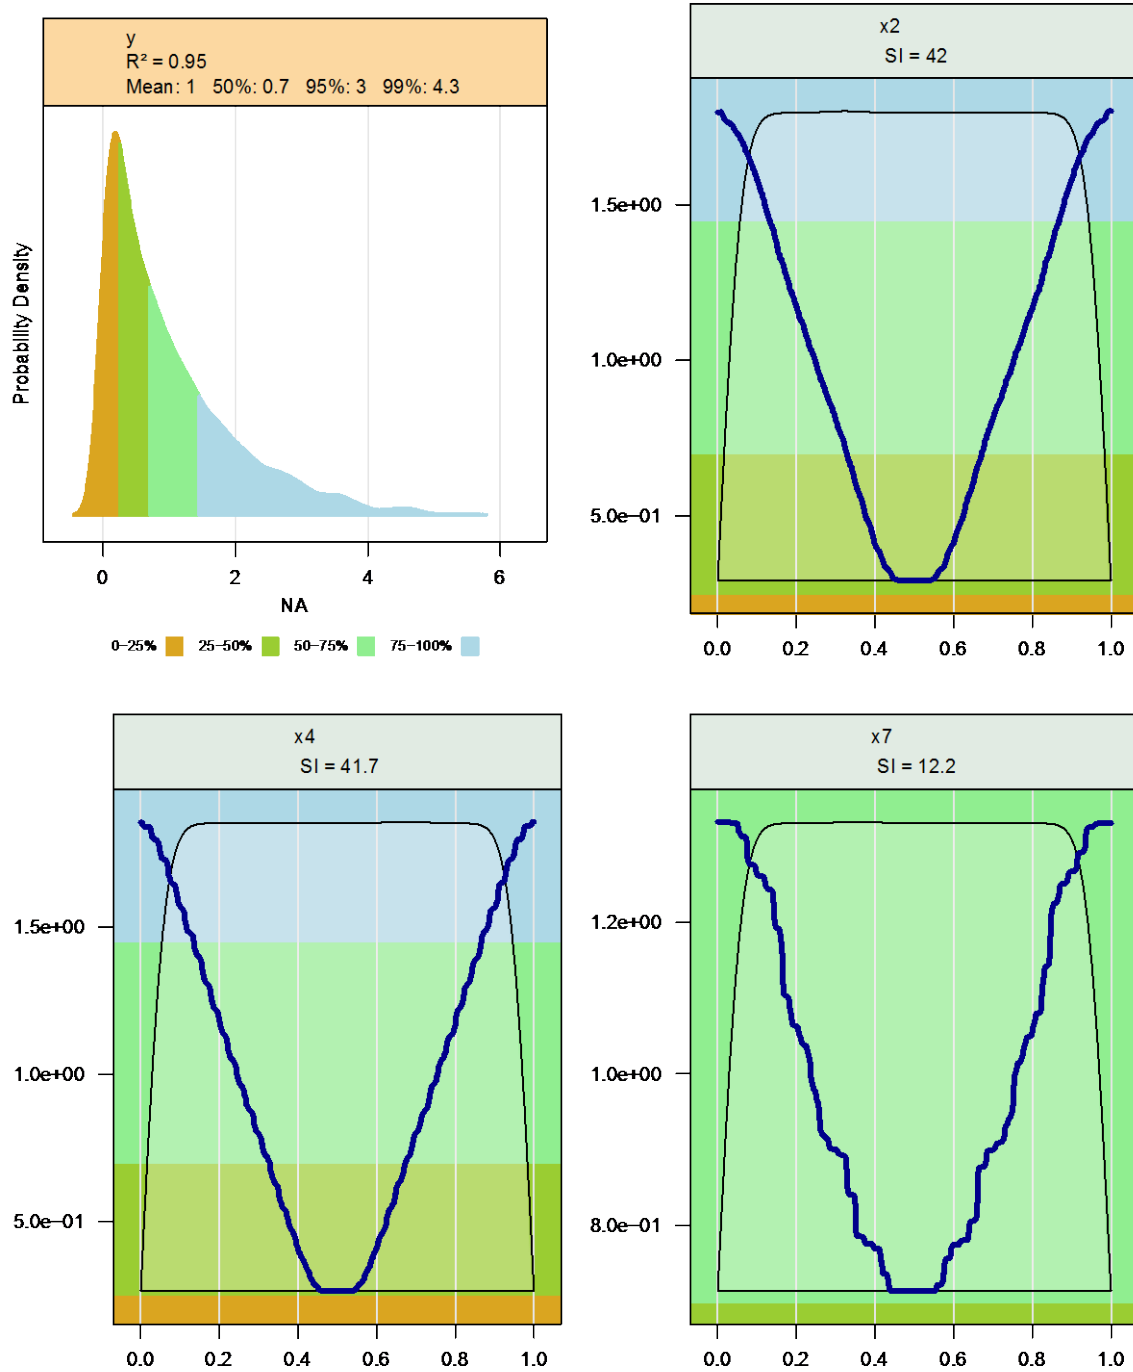 y
R² = 0.95
Mean: 1 50%: 0.7 95%: 3 99%: 4.3
Probability Density
0 2 4 6
NA
0−25% 25−50% 50−75% 75−100%
x2
SI = 42
1.5e+00
1.0e+00
5.0e−01
0.0 0.2 0.4 0.6 0.8 1.0
x4
SI = 41.7
1.5e+00
1.0e+00
5.0e−01
0.0 0.2 0.4 0.6 0.8 1.0
x7
SI = 12.2
1.2e+00
1.0e+00
8.0e−01
0.0 0.2 0.4 0.6 0.8 1.0